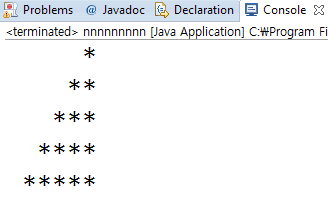 Problems @ Javadoc Declaration Console
<terminated> nnnnnnnnn [Java Application] C:₩Program Fi
*
**
***
****
*****